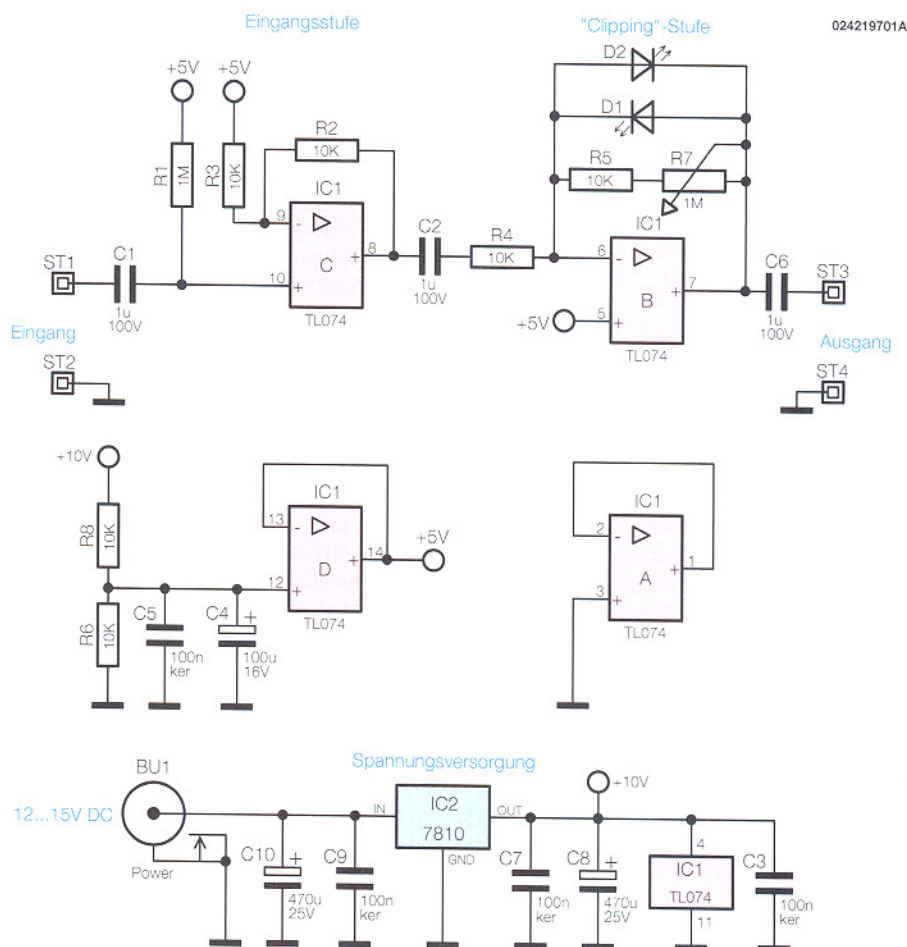 Eingangsstufe
"Clipping"-Stufe
024219701A
+5V
+5V
D2
D1
R1
1M
R3
10K
R2
10K
R5
10K
R7
1M
IC1
9
-
C
8
+
10
+
TL074
C2
1u
100V
R4
10K
IC1
6
-
B
7
+
5
+
TL074
+5V
ST1
C1
1u
100V
C6
1u
100V
ST3
Eingang
ST2
Ausgang
ST4
+10V
R8
10K
R6
10K
C5
100n
ker
C4
+
100u
16V
IC1
13
-
D
14
+
12
+
TL074
+5V
IC1
2
-
A
1
+
3
+
TL074
Spannungsversorgung
BU1
12...15V DC
Power
C10
+
470u
25V
C9
100n
ker
IN
IC2
7810
OUT
GND
C7
100n
ker
C8
+
470u
25V
+10V
4
IC1
TL074
11
C3
100n
ker